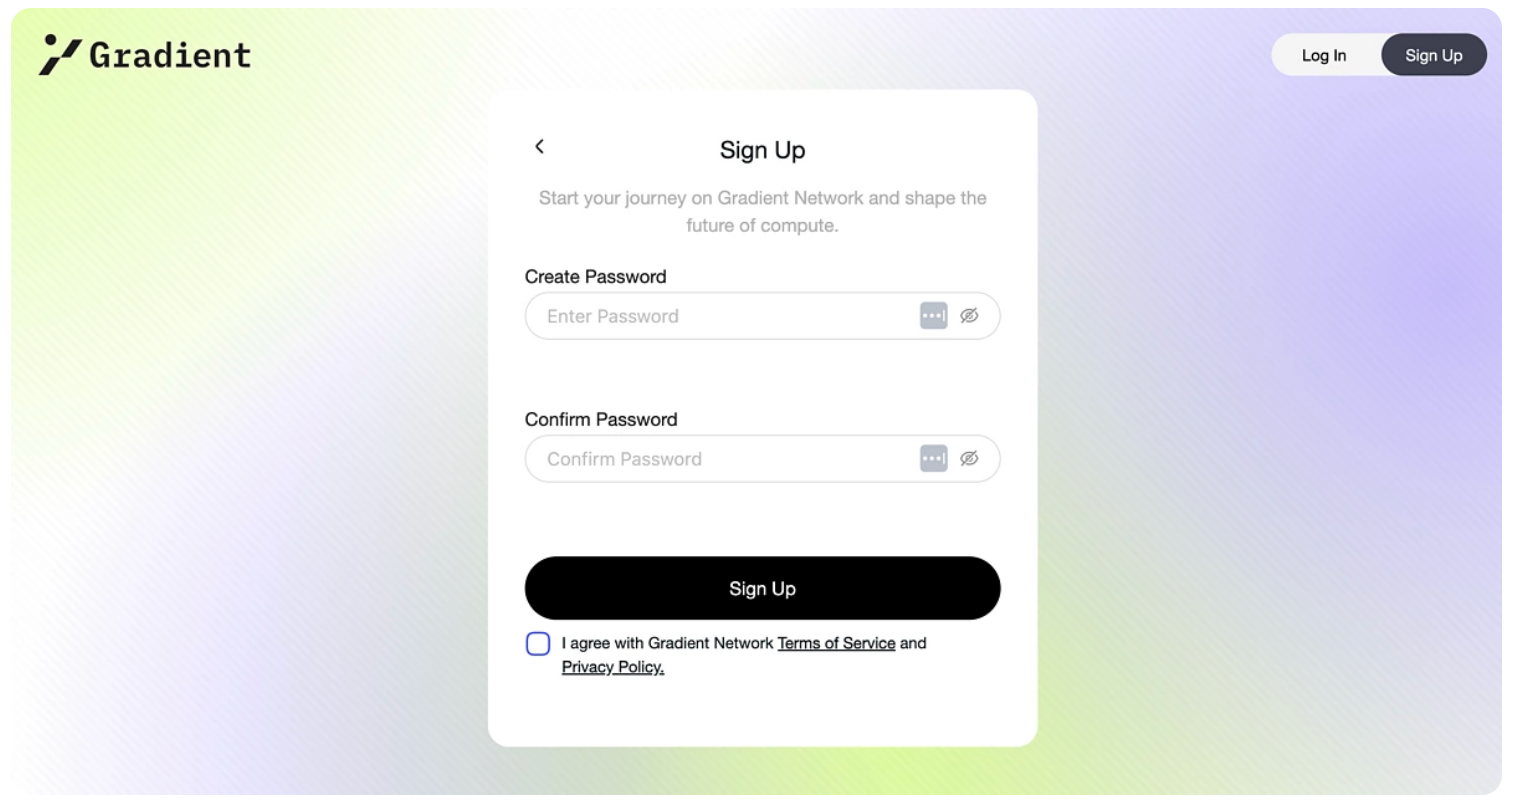 Gradient
Log In
Sign Up
Sign Up
Start your journey on Gradient Network and shape the
future of compute.
Create Password
Enter Password
Confirm Password
Confirm Password
Sign Up
I agree with Gradient Network Terms of Service and
Privacy Policy.